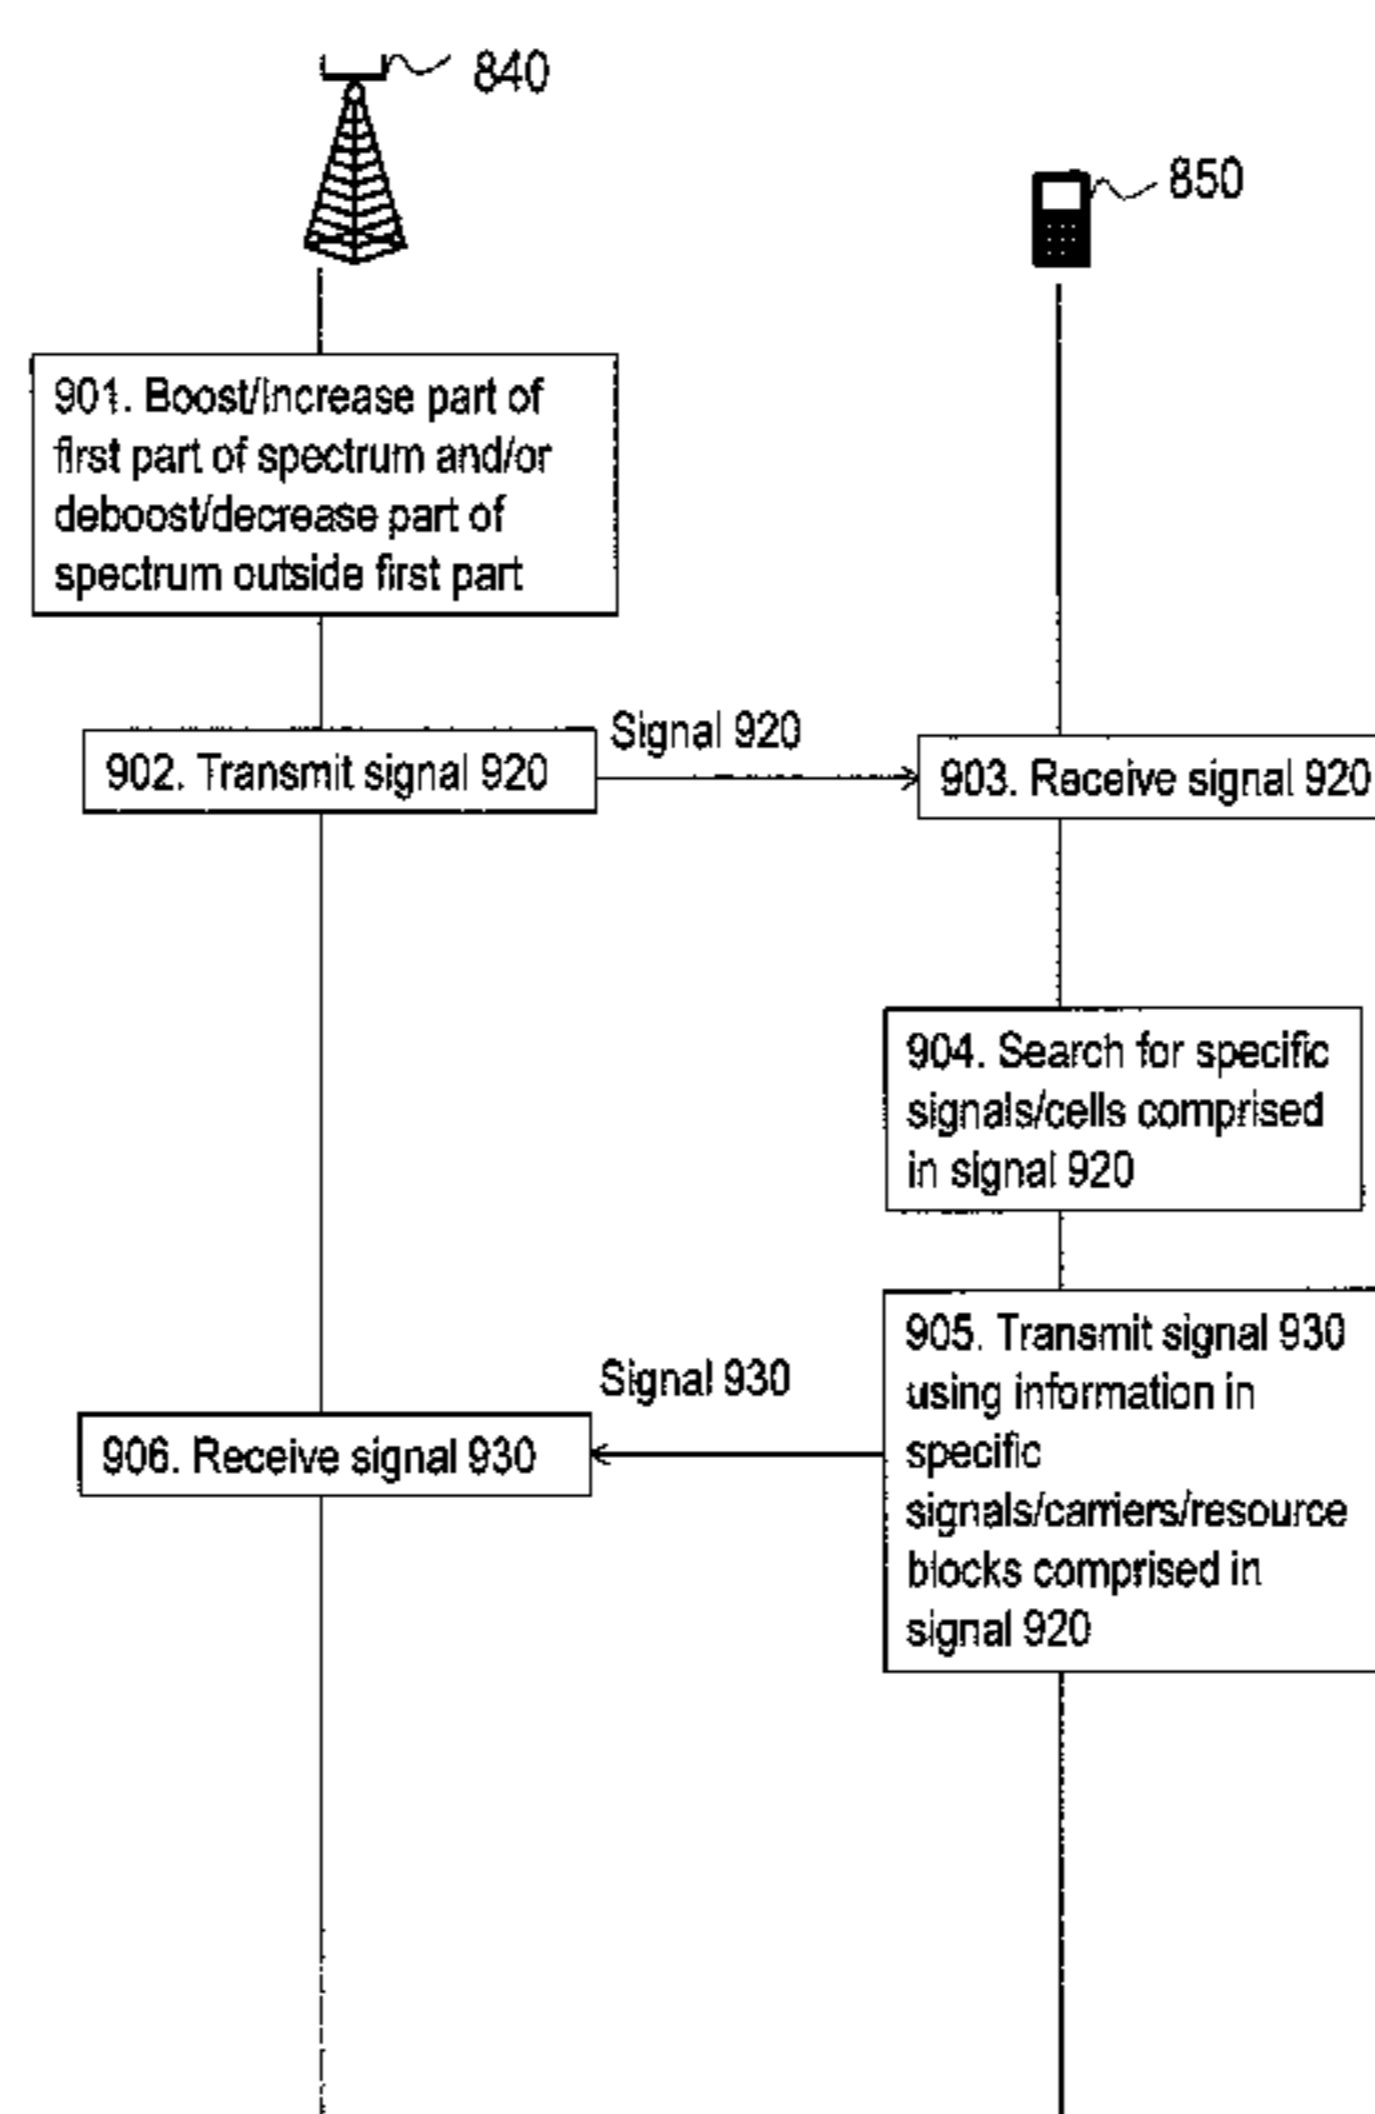 840
850
901. Boost/Increase part of
first part of spectrum and/or
deboost/decrease part of
spectrum outside first part
Signal 920
902. Transmit signal 920
903. Receive signal 920
904. Search for specific
signals/cells comprised
in signal 920
905. Transmit signal 930
using information in
specific
signals/carriers/resource
blocks comprised in
signal 920
Signal 930
906. Receive signal 930